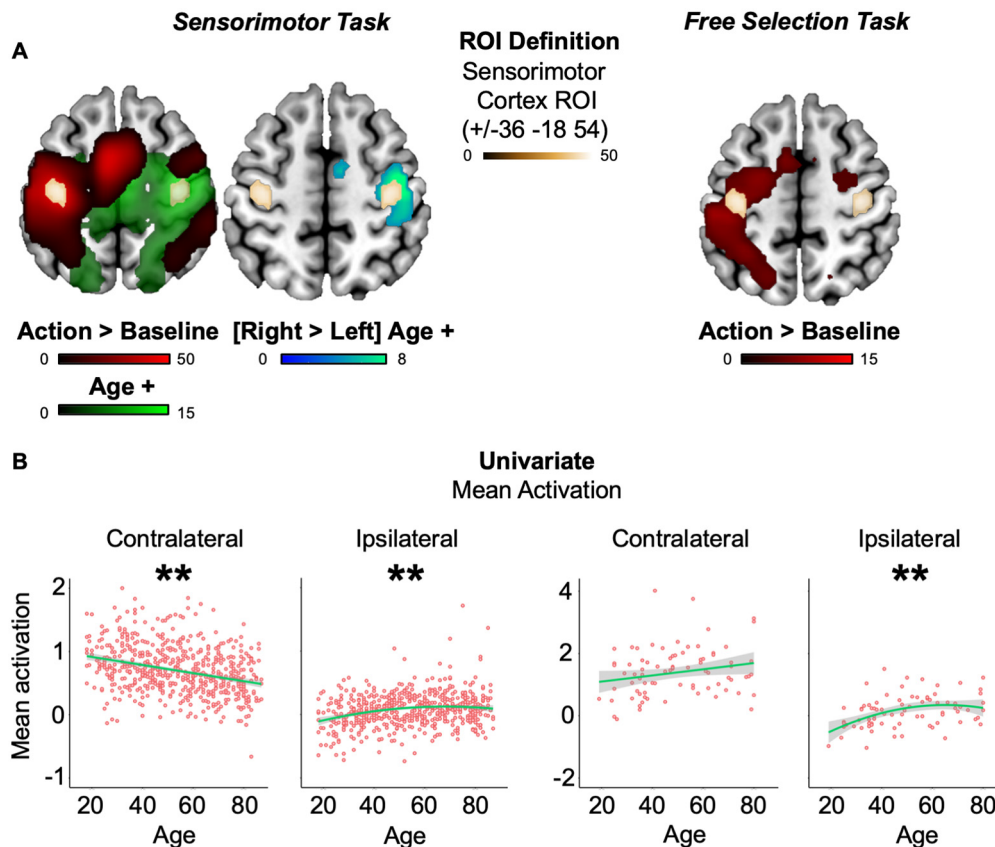 Sensorimotor Task
Free Selection Task
A
ROI Definition
Sensorimotor
Cortex ROI
(+/-36 -18 54)
0 50
Action > Baseline
0 50
Age +
0 15
[Right > Left] Age +
0 8
Action > Baseline
0 15
B
Univariate
Mean Activation
Contralateral
**
Ipsilateral
**
Contralateral
Ipsilateral
**
Mean activation
2
1
0
-1
20 40 60 80
Age
20 40 60 80
Age
4
2
0
-2
20 40 60 80
Age
20 40 60 80
Age